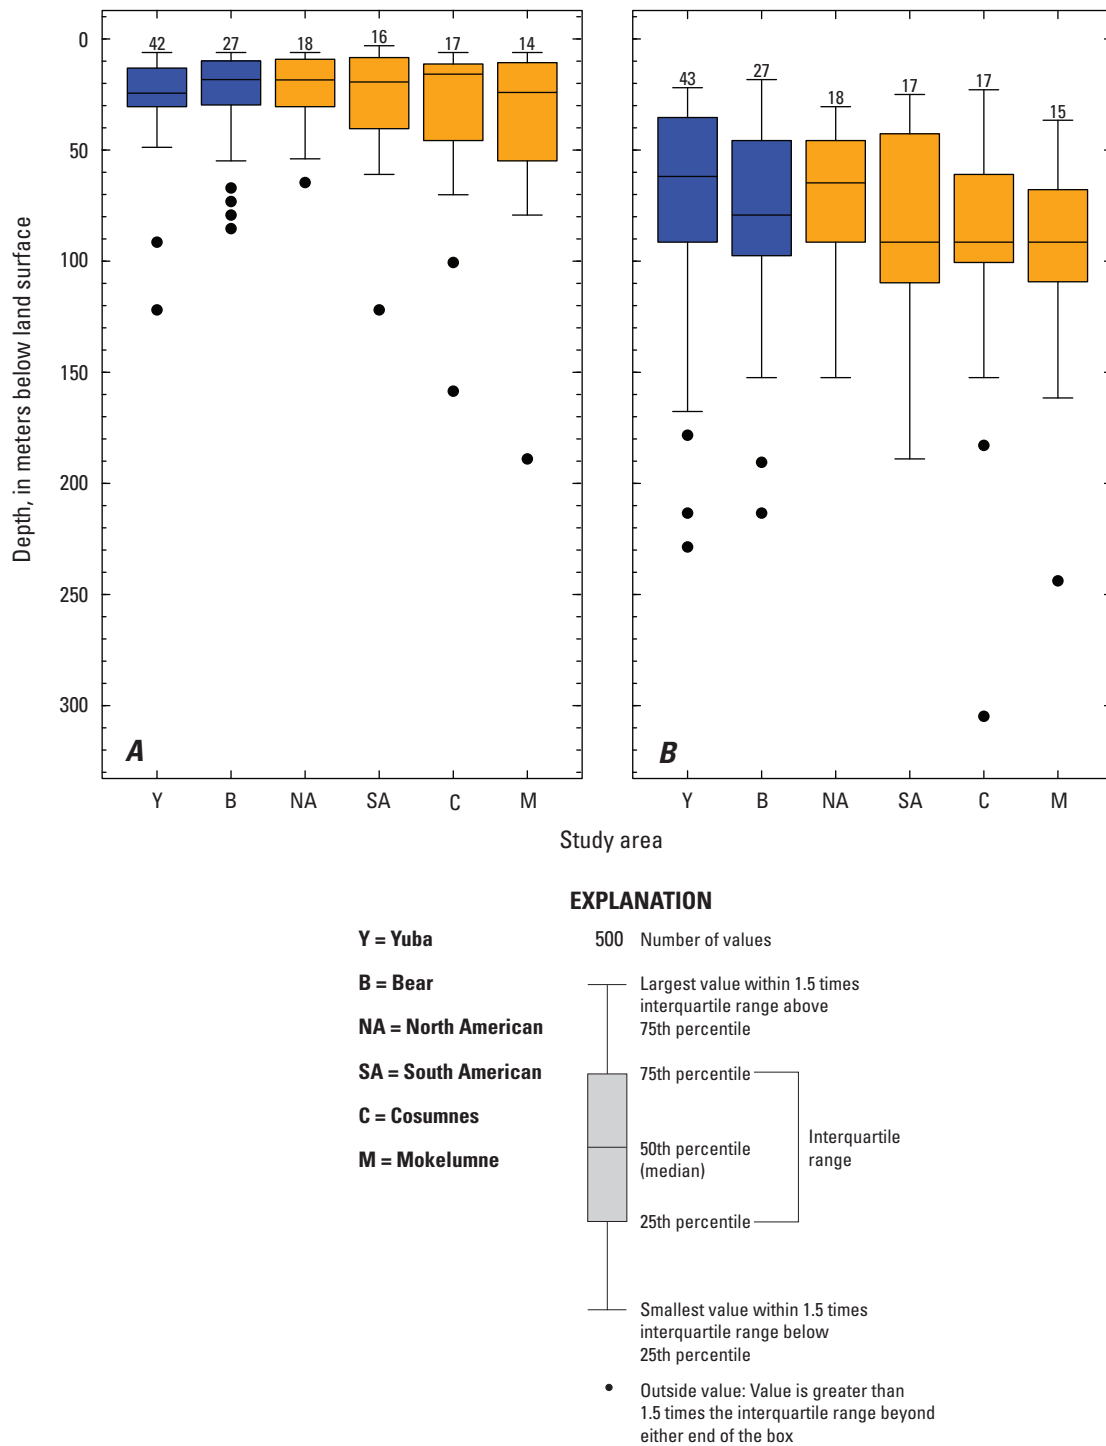 0
50
100
150
200
250
300
Depth, in meters below land surface
42
27
18
16
17
14
A
Y
B
NA
SA
C
M
43
27
18
17
17
15
B
Y
B
NA
SA
C
M
Study area
EXPLANATION
Y = Yuba
B = Bear
NA = North American
SA = South American
C = Cosumnes
M = Mokelumne
500 Number of values
Largest value within 1.5 times
interquartile range above
75th percentile
75th percentile
50th percentile
(median)
25th percentile
Interquartile
range
Smallest value within 1.5 times
interquartile range below
25th percentile
Outside value: Value is greater than
1.5 times the interquartile range beyond
either end of the box